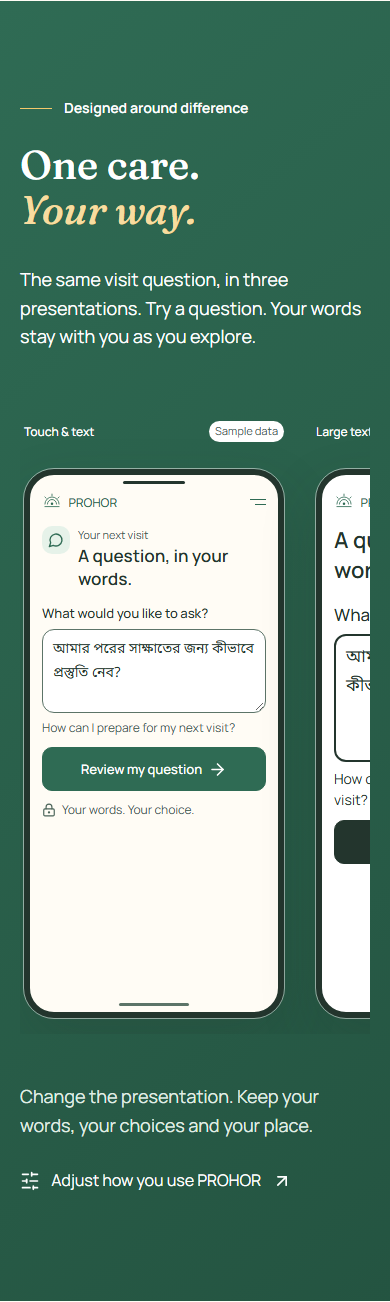 Designed around difference
One care.
Your way.
The same visit question, in three
presentations. Try a question. Your words
stay with you as you explore.
Touch & text
Sample data
PROHOR
Your next visit
A question, in your
words.
What would you like to ask?
আমার পরের সাক্ষাতের জন্য কীভাবে
প্রস্তুতি নেব?
How can I prepare for my next visit?
Review my question
Your words. Your choice.
Large text
visit?
Change the presentation. Keep your
words, your choices and your place.
Adjust how you use PROHOR